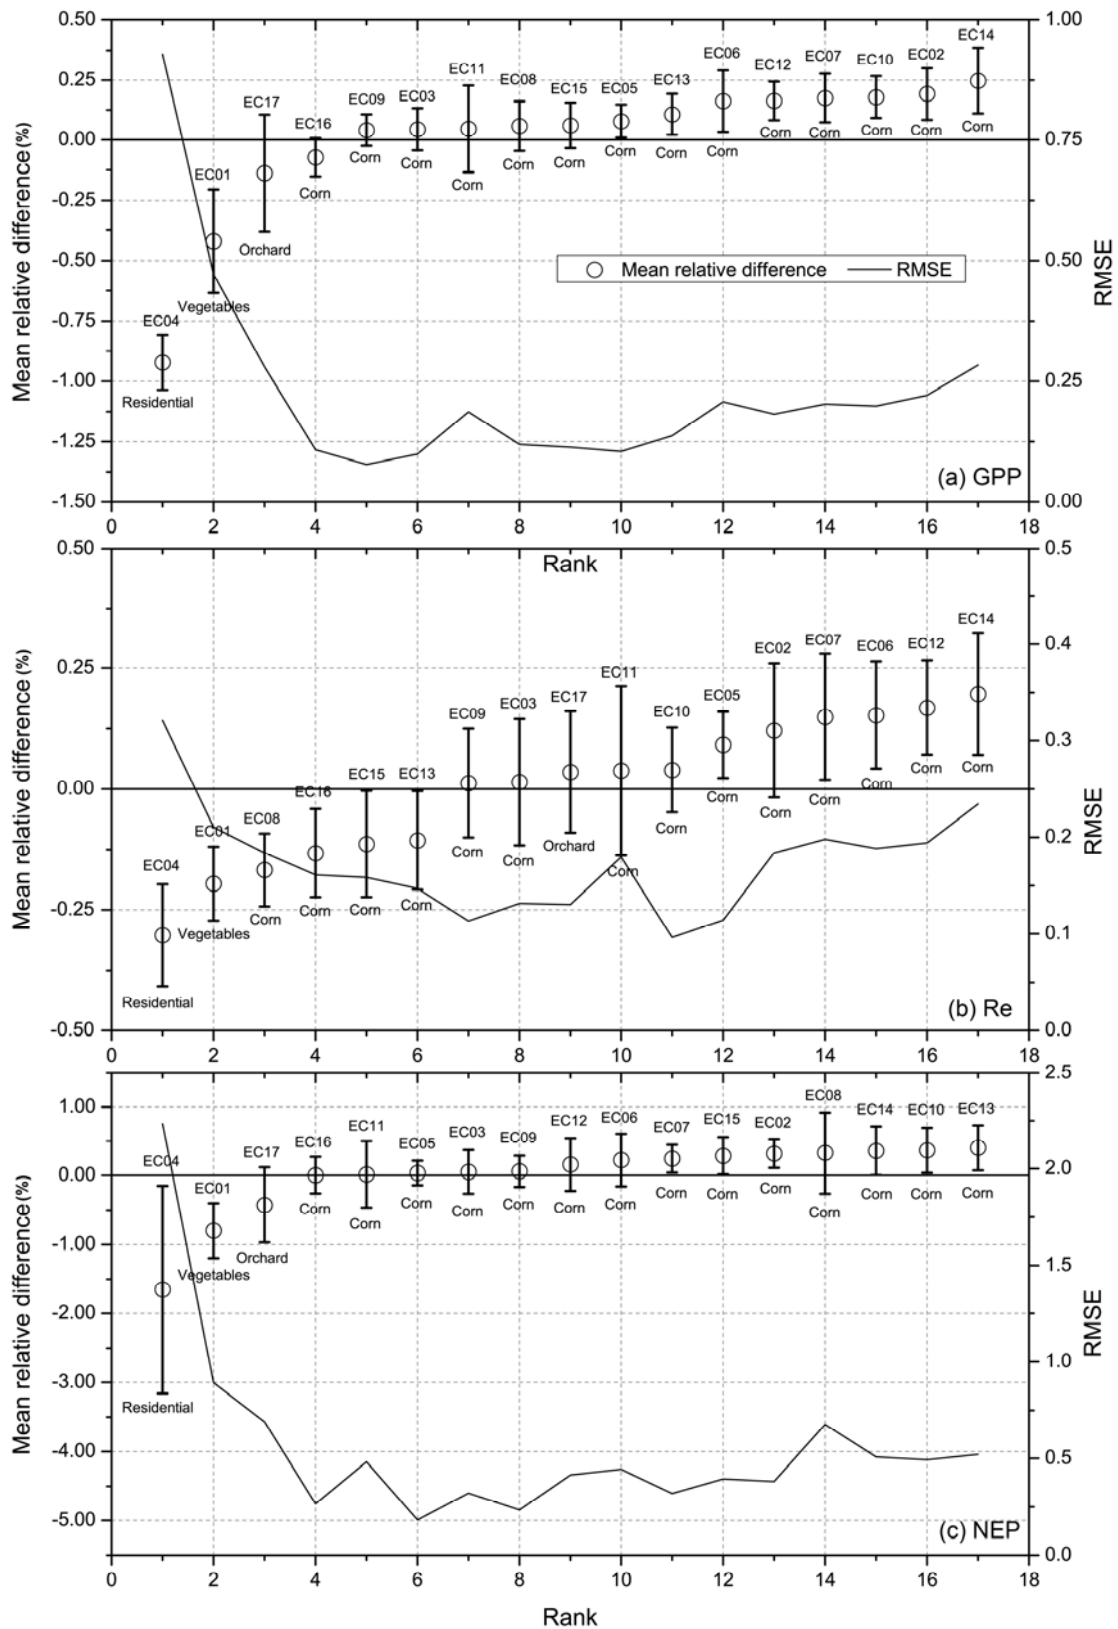 0.50
0.25
0.00
-0.25
-0.50
-0.75
-1.00
-1.25
-1.50
Mean relative difference(%)
1.00
0.75
0.50
0.25
0.00
RMSE
EC04
Residential
EC01
Vegetables
EC17
Orchard
EC16
Corn
EC09
Corn
EC03
Corn
EC11
Corn
EC08
Corn
EC15
Corn
EC05
Corn
EC13
Corn
EC06
Corn
EC12
Corn
EC07
Corn
EC10
Corn
EC02
Corn
EC14
Corn
Mean relative difference RMSE
(a) GPP
0 2 4 6 8 10 12 14 16 18
Rank
0.50
0.25
0.00
-0.25
-0.50
Mean relative difference(%)
0.5
0.4
0.3
0.2
0.1
0.0
RMSE
EC04
Residential
EC01
Vegetables
EC08
Corn
EC16
Corn
EC15
Corn
EC13
Corn
EC09
Corn
EC03
Corn
EC17
Orchard
EC11
Corn
EC10
Corn
EC05
Corn
EC02
Corn
EC07
Corn
EC06
Corn
EC12
Corn
EC14
Corn
(b) Re
0 2 4 6 8 10 12 14 16 18
1.00
0.00
-1.00
-2.00
-3.00
-4.00
-5.00
Mean relative difference(%)
2.5
2.0
1.5
1.0
0.5
0.0
RMSE
EC04
Residential
EC01
Vegetables
EC17
Orchard
EC16
Corn
EC11
Corn
EC05
Corn
EC03
Corn
EC09
Corn
EC12
Corn
EC06
Corn
EC07
Corn
EC15
Corn
EC02
Corn
EC08
Corn
EC14
Corn
EC10
Corn
EC13
Corn
(c) NEP
0 2 4 6 8 10 12 14 16 18
Rank